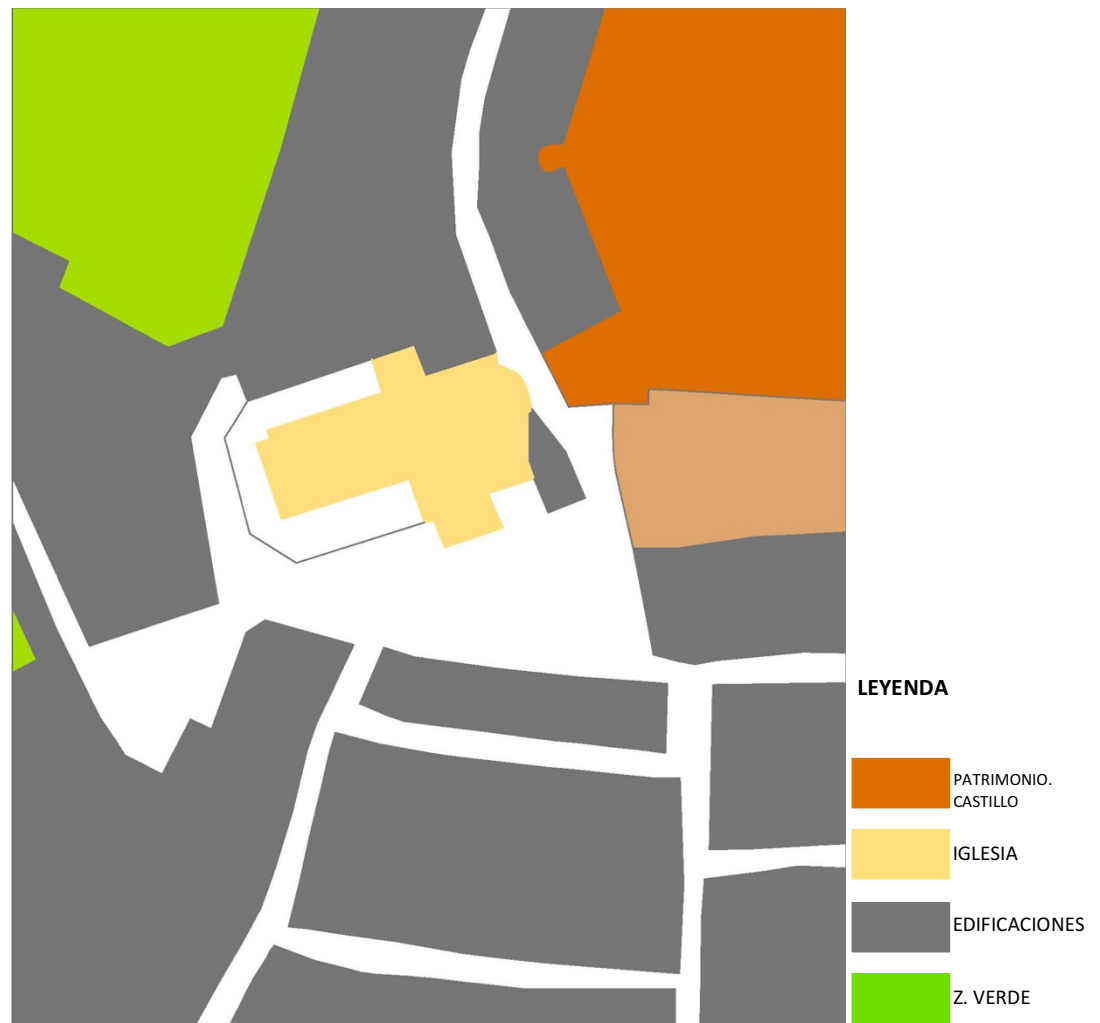 LEYENDA
PATRIMONIO.
CASTILLO
IGLESIA
EDIFICACIONES
Z. VERDE